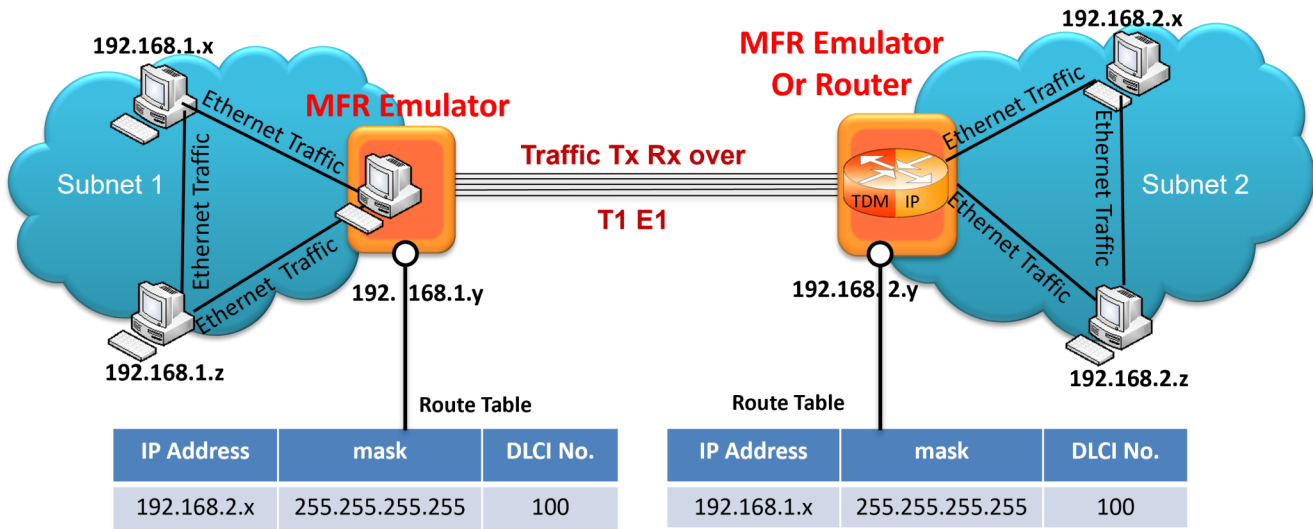 192.168.1.x
MFR Emulator
Ethernet Traffic
Ethernet Traffic
Subnet 1
Ethernet Traffic
192. 168.1.y
192.168.1.z
Traffic Tx Rx over
T1 E1
MFR Emulator
Or Router
192.168.2.x
Ethernet Traffic
Ethernet Traffic
Subnet 2
TDM IP
Ethernet Traffic
192.168. 2.y
192.168.2.z
Route Table
IP Address mask DLCI No.
192.168.2.x 255.255.255.255 100
Route Table
IP Address mask DLCI No.
192.168.1.x 255.255.255.255 100